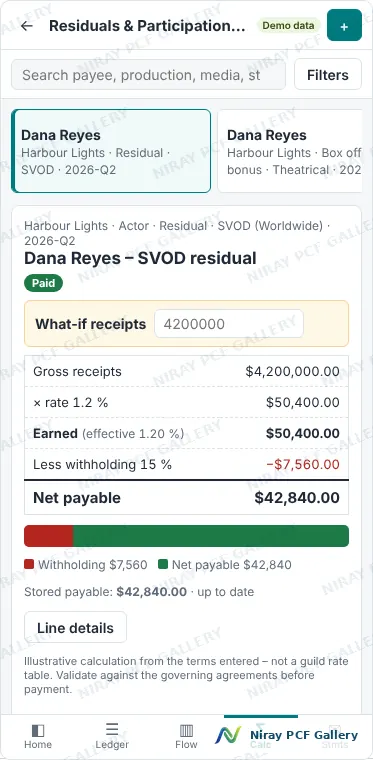 ← Residuals & Participation... Demo data +
Search payee, production, media, st Filters
Dana Reyes
Harbour Lights · Residual ·
SVOD · 2026-Q2
Dana Reyes
Harbour Lights · Box off
bonus · Theatrical · 202
Harbour Lights · Actor · Residual · SVOD (Worldwide) ·
2026-Q2
Dana Reyes – SVOD residual
Paid
What-if receipts 4200000
Gross receipts $4,200,000.00
× rate 1.2 % $50,400.00
Earned (effective 1.20 %) $50,400.00
Less withholding 15 % −$7,560.00
Net payable $42,840.00
Withholding $7,560 Net payable $42,840
Stored payable: $42,840.00 · up to date
Line details
Illustrative calculation from the terms entered – not a guild rate
table. Validate against the governing agreements before
payment.
Home Ledger Flow Calc
Niray PCF Gallery
NIRAY PCF GALLERY